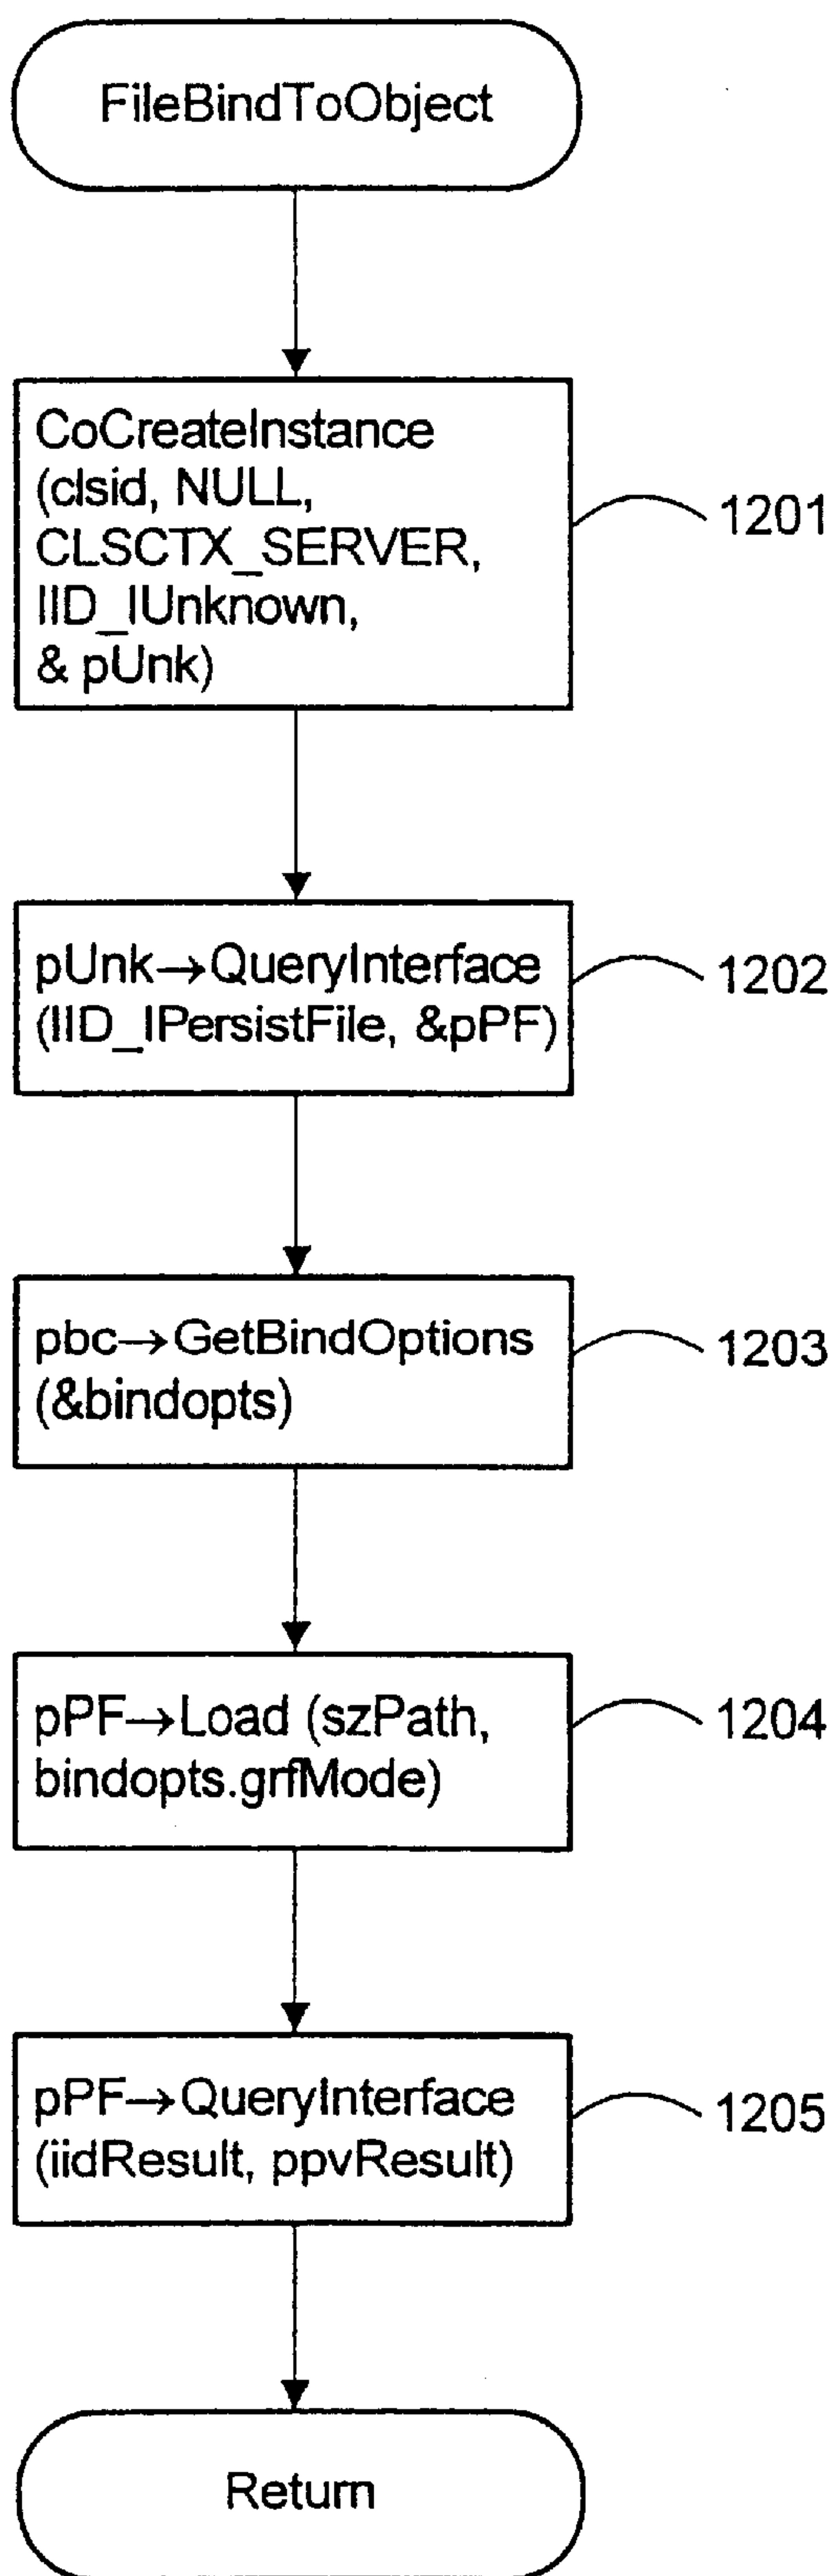 FileBindToObject
CoCreateInstance
(clsid, NULL,
CLSCTX_SERVER,
IID_IUnknown,
& pUnk)
1201
pUnk→QueryInterface
(IID_IPersistFile, &pPF)
1202
pbc→GetBindOptions
(&bindopts)
1203
pPF→Load (szPath,
bindopts.grfMode)
1204
pPF→QueryInterface
(iidResult, ppvResult)
1205
Return